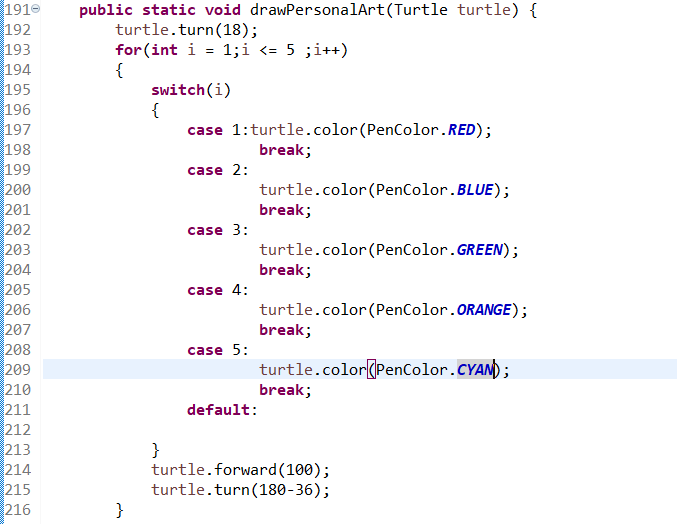 191 public static void drawPersonalArt(Turtle turtle) {
192 turtle.turn(18);
193 for(int i = 1;i <= 5 ;i++)
194 {
195 switch(i)
196 {
197 case 1:turtle.color(PenColor.RED);
198 break;
199 case 2:
200 turtle.color(PenColor.BLUE);
201 break;
202 case 3:
203 turtle.color(PenColor.GREEN);
204 break;
205 case 4:
206 turtle.color(PenColor.ORANGE);
207 break;
208 case 5:
209 turtle.color(PenColor.CYAN);
210 break;
211 default:
212
213 }
214 turtle.forward(100);
215 turtle.turn(180-36);
216 }